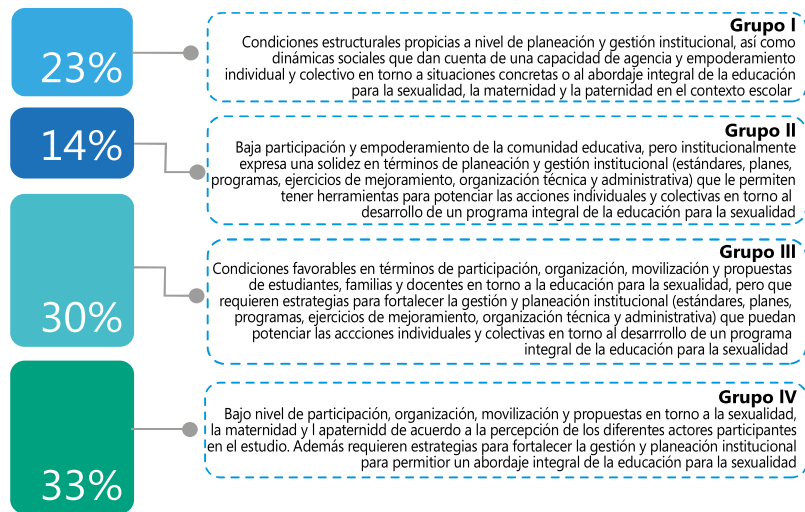 23%
Grupo I
Condiciones estructurales propicias a nivel de planeación y gestión institucional, así como
dinámicas sociales que dan cuenta de una capacidad de agencia y empoderamiento
individual y colectivo en torno a situaciones concretas o al abordaje integral de la educación
para la sexualidad, la maternidad y la paternidad en el contexto escolar
14%
Grupo II
Baja participación y empoderamiento de la comunidad educativa, pero institucionalmente
expresa una solidez en términos de planeación y gestión institucional (estándares, planes,
programas, ejercicios de mejoramiento, organización técnica y administrativa) que le permiten
tener herramientas para potenciar las acciones individuales y colectivas en torno al
desarrollo de un programa integral de la educación para la sexualidad
30%
Grupo III
Condiciones favorables en términos de participación, organización, movilización y propuestas
de estudiantes, familias y docentes en torno a la educación para la sexualidad, pero que
requieren estrategias para fortalecer la gestión y planeación institucional (estándares, planes,
programas, ejercicios de mejoramiento, organización técnica y administrativa) que puedan
potenciar las accciones individuales y colectivas en torno al desarrollo de un programa
integral de la educación para la sexualidad
33%
Grupo IV
Bajo nivel de participación, organización, movilización y propuestas en torno a la sexualidad,
la maternidad y l apaternidd de acuerdo a la percepción de los diferentes actores participantes
en el estudio. Además requieren estrategias para fortalecer la gestión y planeación institucional
para permitior un abordaje integral de la educación para la sexualidad